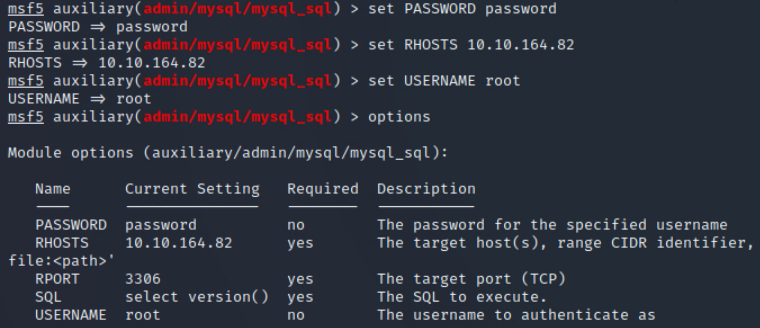 msf5 auxiliary(admin/mysql/mysql_sql) > set PASSWORD password
PASSWORD ⇒ password
msf5 auxiliary(admin/mysql/mysql_sql) > set RHOSTS 10.10.164.82
RHOSTS ⇒ 10.10.164.82
msf5 auxiliary(admin/mysql/mysql_sql) > set USERNAME root
USERNAME ⇒ root
msf5 auxiliary(admin/mysql/mysql_sql) > options
Module options (auxiliary/admin/mysql/mysql_sql):
Name Current Setting Required Description
PASSWORD password no The password for the specified username
RHOSTS 10.10.164.82 yes The target host(s), range CIDR identifier,
file:<path>'
RPORT 3306 yes The target port (TCP)
SQL select version() yes The SQL to execute.
USERNAME root no The username to authenticate as